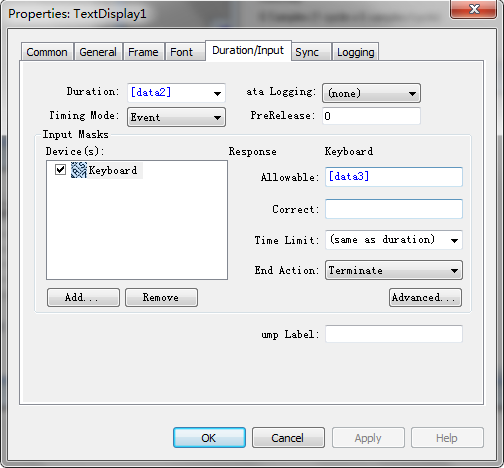 Properties: TextDisplay1
Common General Frame Font Duration/Input Sync Logging
Duration: [data2] ata Logging: (none)
Timing Mode: Event PreRelease: 0
Input Masks
Device(s): Response Keyboard
Keyboard
Allowable: [data3]
Correct:
Time Limit: (same as duration)
End Action: Terminate
Add... Remove Advanced...
ump Label:
OK Cancel Apply Help